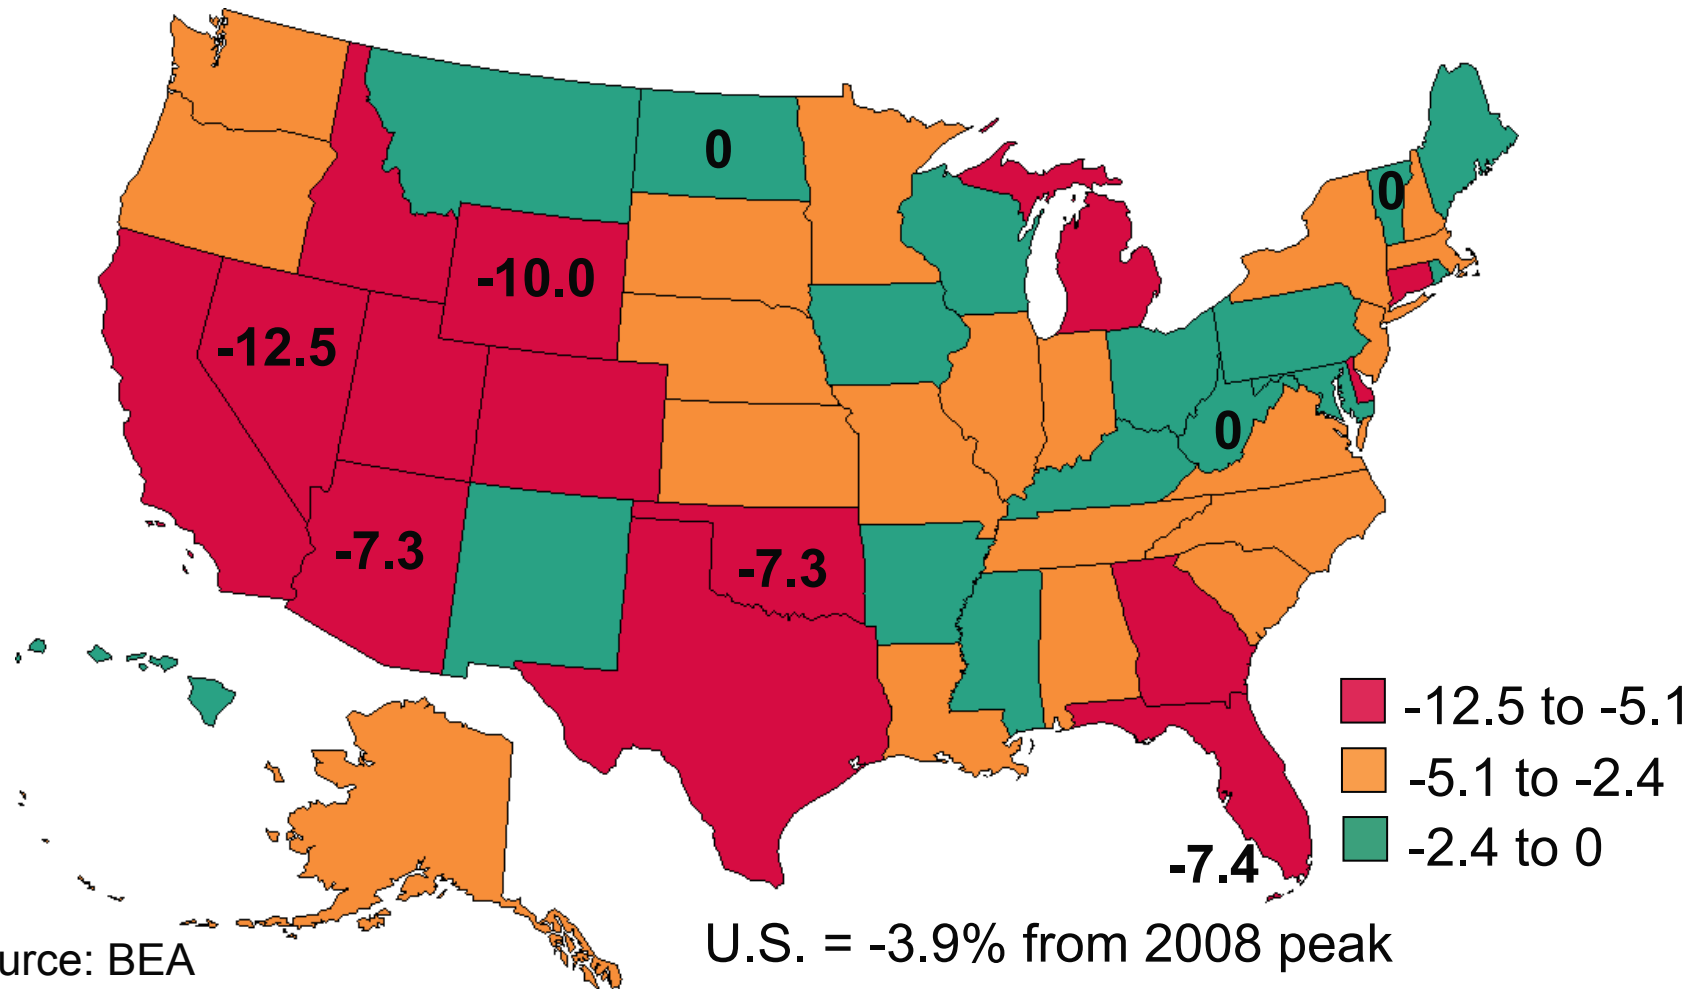 0
0
-10.0
-12.5
0
-7.3
-7.3
-12.5 to -5.1
-5.1 to -2.4
-2.4 to 0
-7.4
U.S. = -3.9% from 2008 peak
urce: BEA